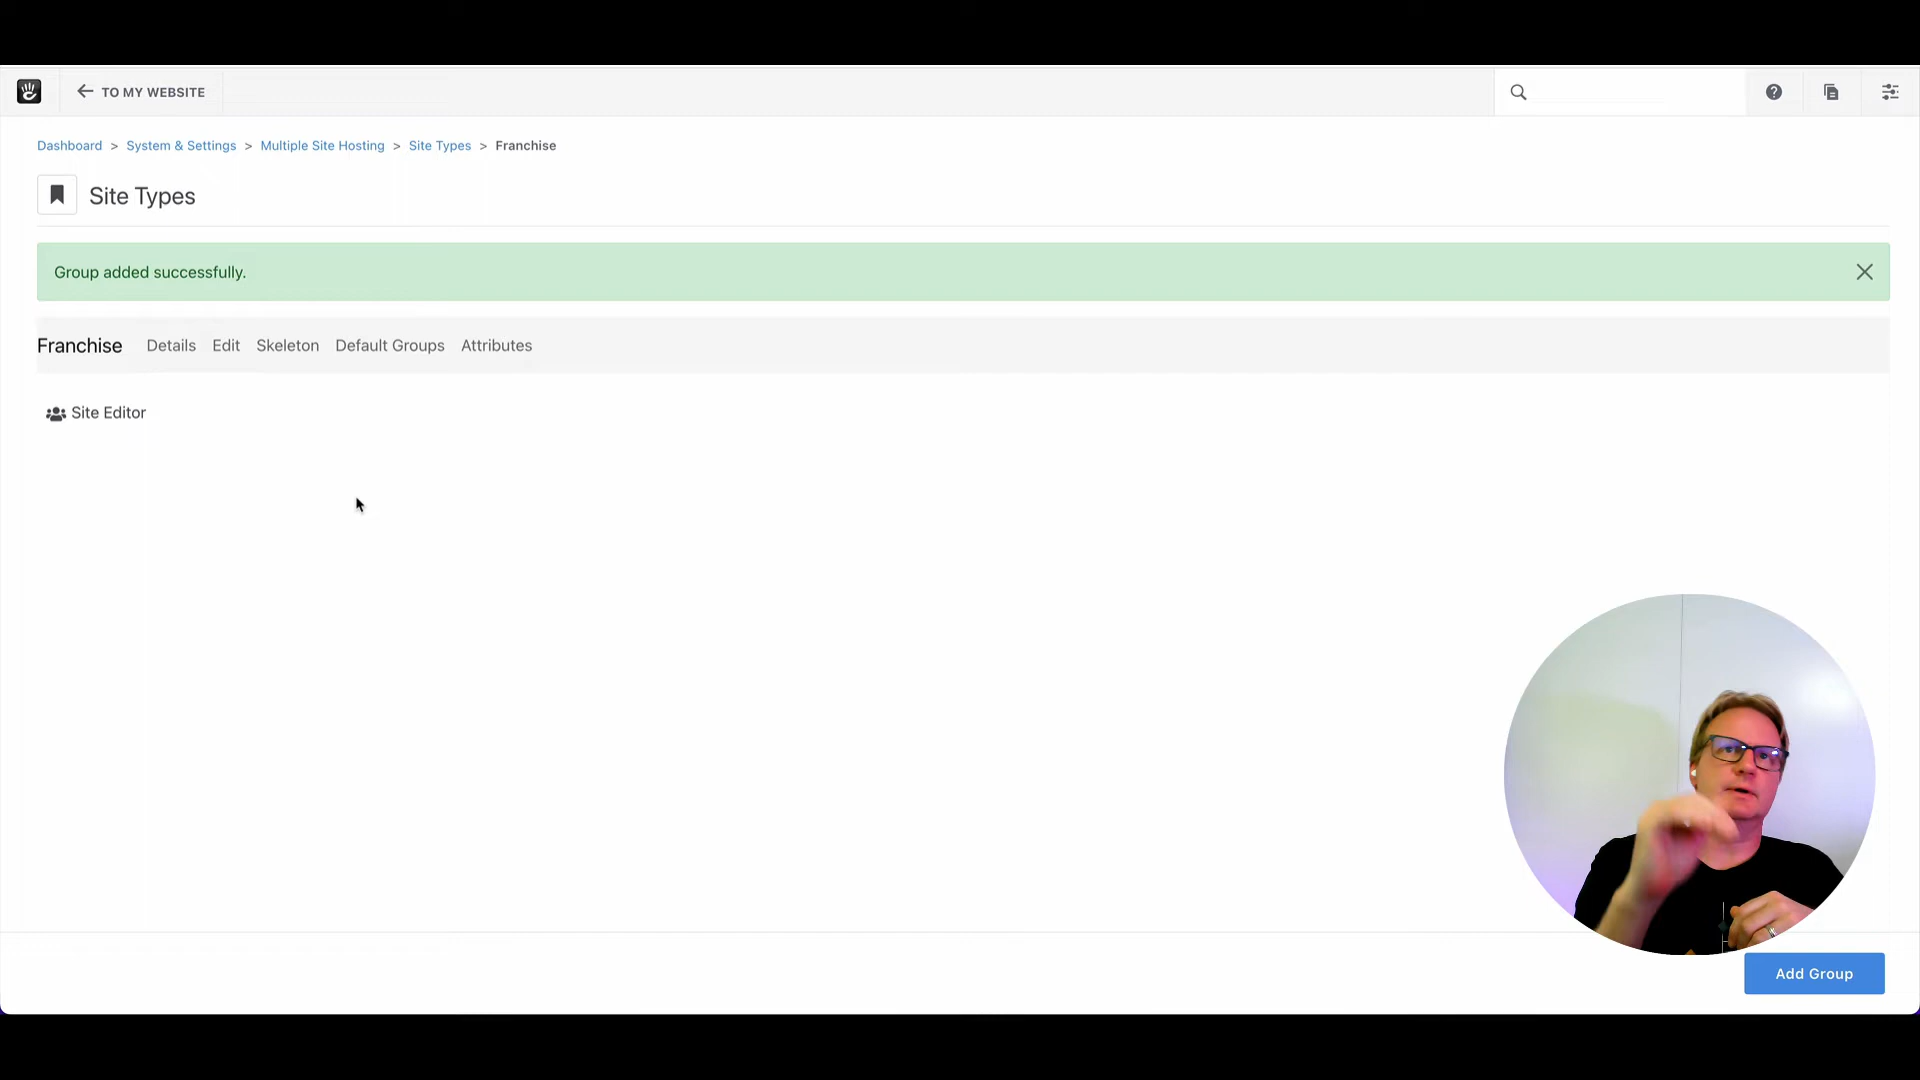 TO MY WEBSITE
Dashboard > System & Settings > Multiple Site Hosting > Site Types > Franchise
Site Types
Group added successfully.
Franchise Details Edit Skeleton Default Groups Attributes
Site Editor
Add Group